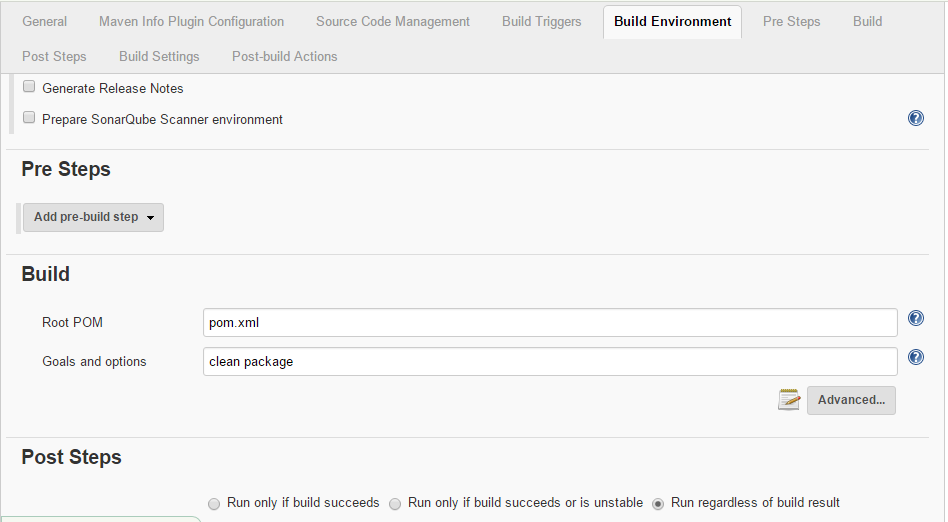 General Maven Info Plugin Configuration Source Code Management Build Triggers Build Environment Pre Steps Build
Post Steps Build Settings Post-build Actions
Generate Release Notes
Prepare SonarQube Scanner environment
Pre Steps
Add pre-build step
Build
Root POM pom.xml
Goals and options clean package
Advanced...
Post Steps
Run only if build succeeds Run only if build succeeds or is unstable Run regardless of build result